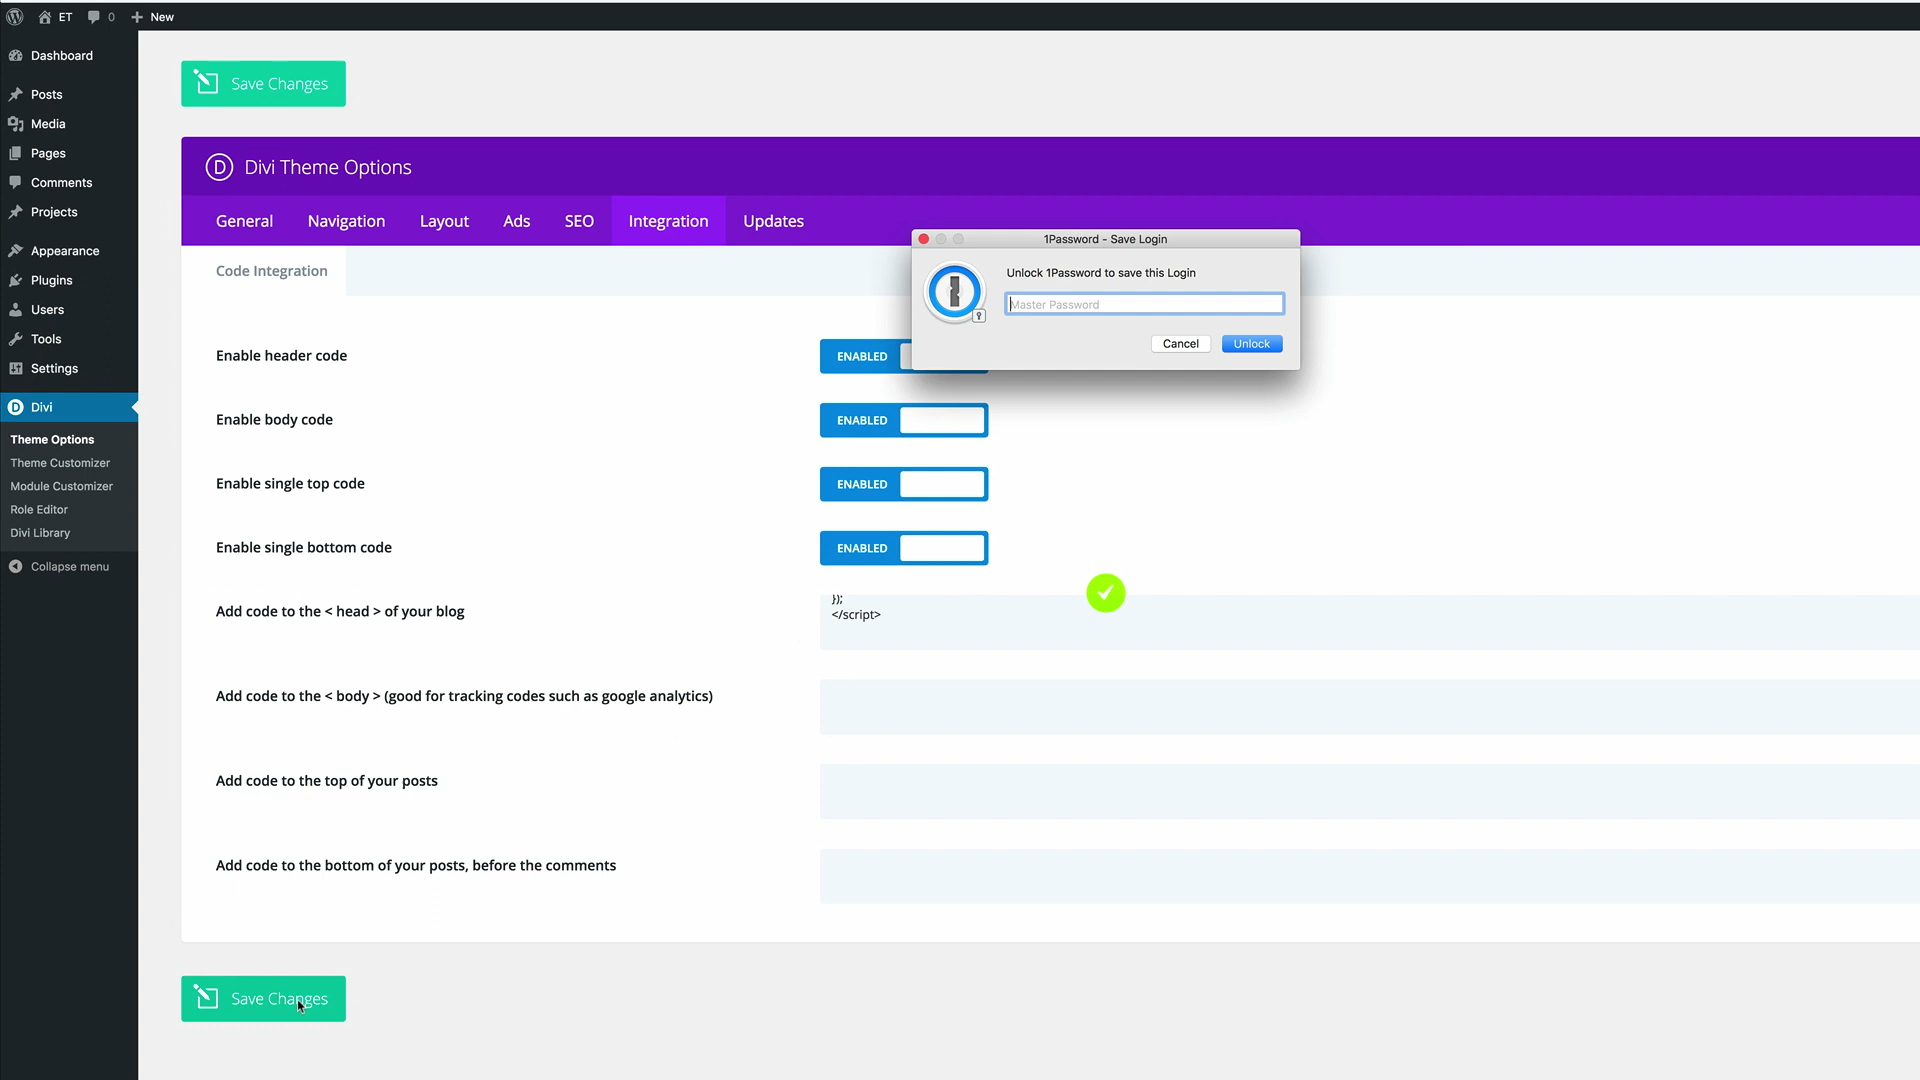 ET
0
New
Dashboard
Posts
Media
Pages
Comments
Projects
Appearance
Plugins
Users
Tools
Settings
Divi
Theme Options
Theme Customizer
Module Customizer
Role Editor
Divi Library
Collapse menu
Save Changes
D Divi Theme Options
General Navigation Layout Ads SEO Integration Updates
Code Integration
1Password - Save Login
Unlock 1Password to save this Login
Master Password
Cancel Unlock
Enable header code
ENABLED
Enable body code
ENABLED
Enable single top code
ENABLED
Enable single bottom code
ENABLED
Add code to the < head > of your blog
});
</script>
Add code to the < body > (good for tracking codes such as google analytics)
Add code to the top of your posts
Add code to the bottom of your posts, before the comments
Save Changes